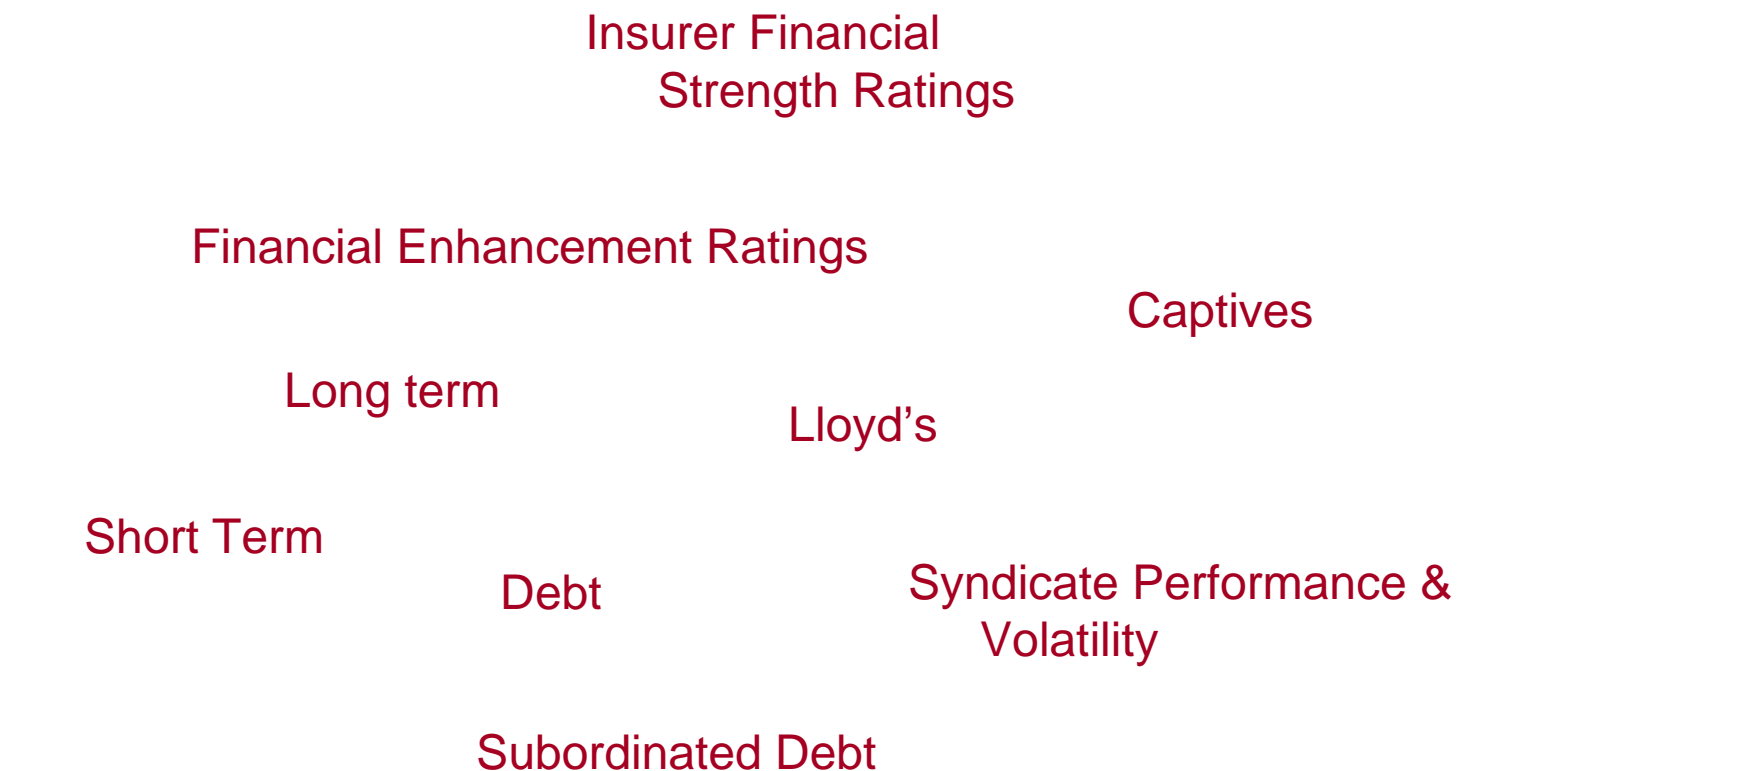 Insurer Financial
Strength Ratings
Financial Enhancement Ratings
Captives
Long term
Lloyd’s
Short Term
Debt
Syndicate Performance &
Volatility
Subordinated Debt